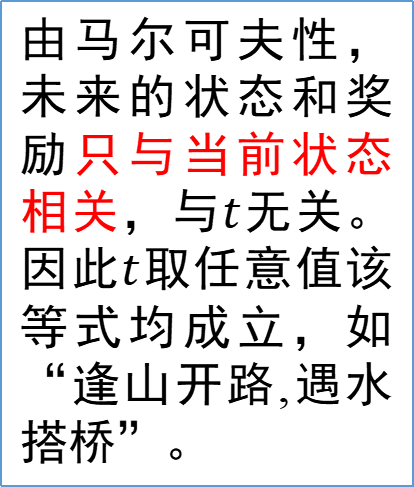 由马尔可夫性，
未来的状态和奖
励只与当前状态
相关，与t无关。
因此t取任意值该
等式均成立，如
“逢山开路,遇水
搭桥”。